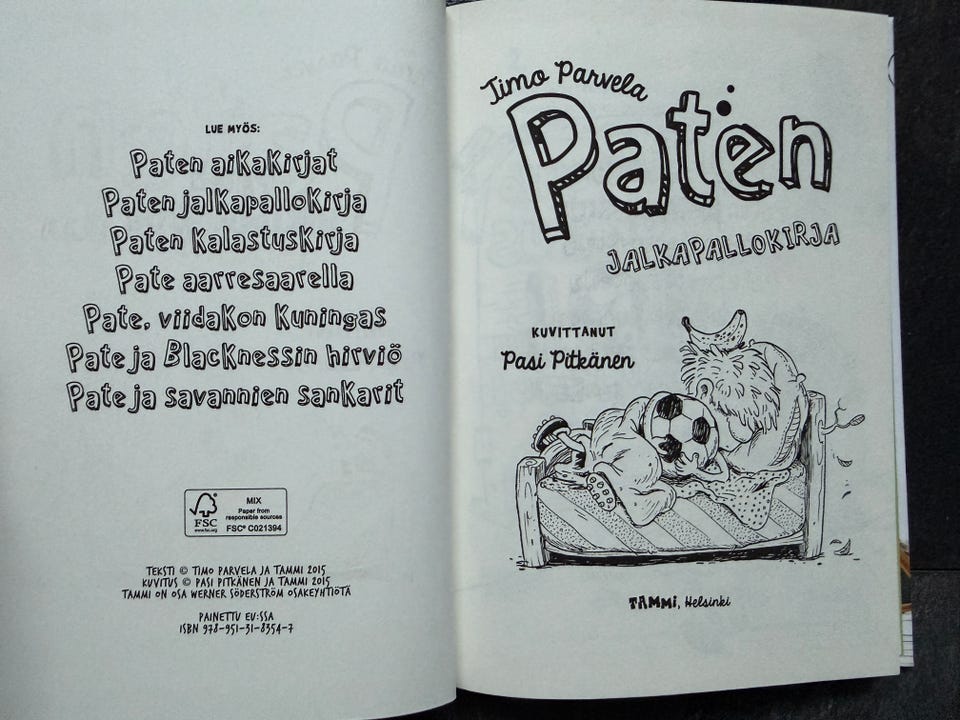 LUE MYÖS:
Paten aikakirjat
Paten jalkapallokirja
Paten kalastuskirja
Pate aarresaarella
Pate, viidakon kuningas
Pate ja Blacknessin hirviö
Pate ja savannien sankarit
FSC
www.fsc.org
MIX
Paper from
responsible sources
FSC® C021394
TEKSTI © TIMO PARVELA JA TAMMI 2015
KUVITUS © PASI PITKÄNEN JA TAMMI 2015
TAMMI ON OSA WERNER SÖDERSTRÖM OSAKEYHTIÖTÄ
PAINETTU EU:SSA
ISBN 978-951-31-8354-7
Timo Parvela
Paten
JALKAPALLOKIRJA
KUVITTANUT
Pasi Pitkänen
TAMMI, Helsinki